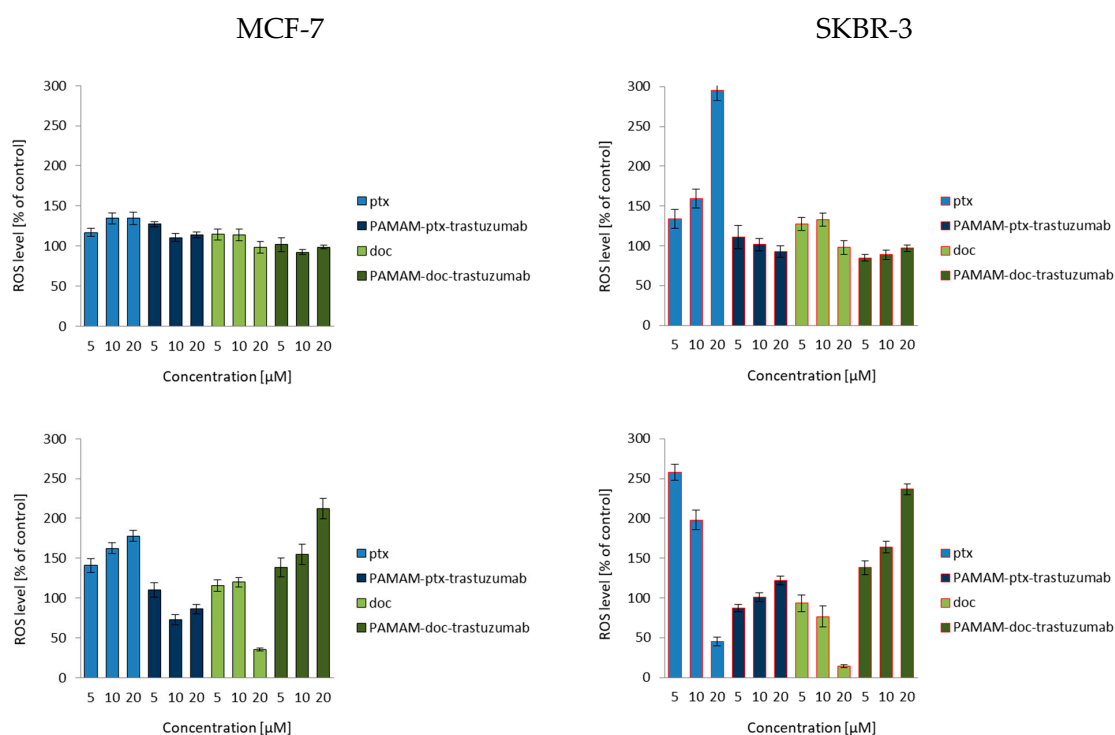 MCF-7
SKBR-3
ROS level [% of control]
300
250
200
150
100
50
0
5 10 20 5 10 20 5 10 20 5 10 20
Concentration [µM]
ptx
PAMAM-ptx-trastuzumab
doc
PAMAM-doc-trastuzumab
ROS level [% of control]
300
250
200
150
100
50
0
5 10 20 5 10 20 5 10 20 5 10 20
Concentration [µM]
ptx
PAMAM-ptx-trastuzumab
doc
PAMAM-doc-trastuzumab
ROS level [% of control]
300
250
200
150
100
50
0
5 10 20 5 10 20 5 10 20 5 10 20
Concentration [µM]
ptx
PAMAM-ptx-trastuzumab
doc
PAMAM-doc-trastuzumab
ROS level [% of control]
300
250
200
150
100
50
0
5 10 20 5 10 20 5 10 20 5 10 20
Concentration [µM]
ptx
PAMAM-ptx-trastuzumab
doc
PAMAM-doc-trastuzumab